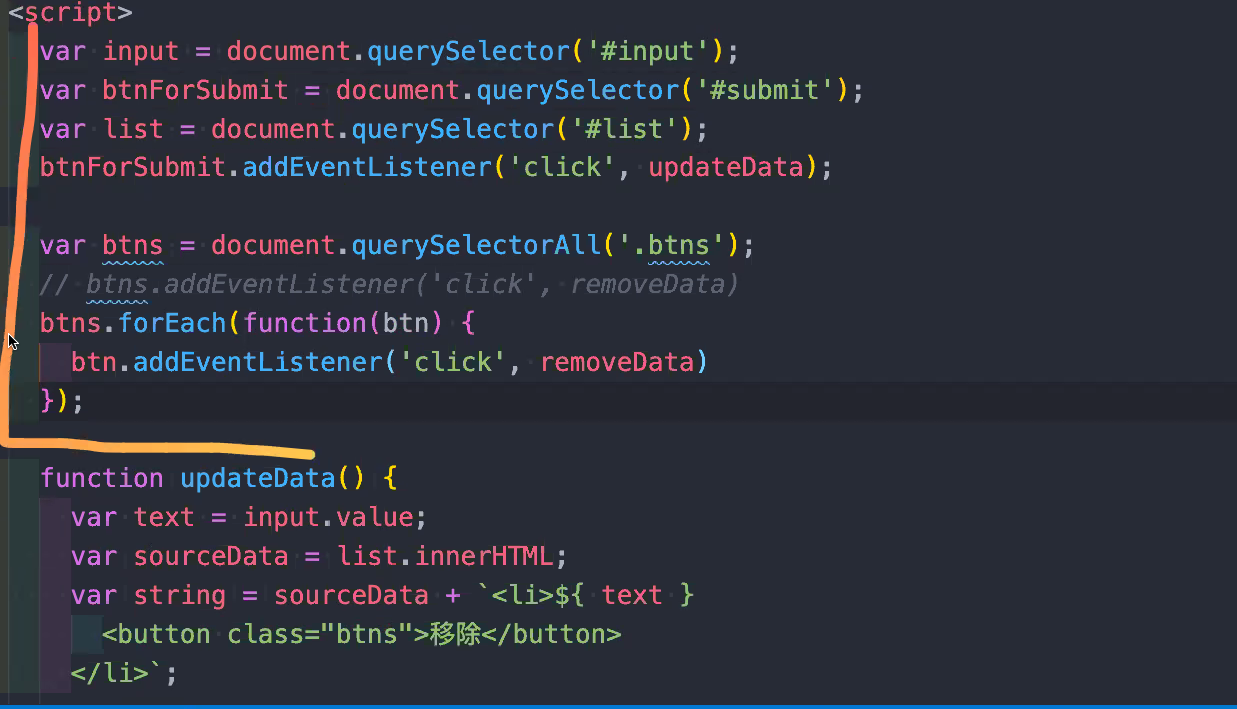 <script>
var input = document.querySelector('#input');
var btnForSubmit = document.querySelector('#submit');
var list = document.querySelector('#list');
btnForSubmit.addEventListener('click', updateData);
var btns = document.querySelectorAll('.btns');
// btns.addEventListener('click', removeData)
btns.forEach(function(btn) {
btn.addEventListener('click', removeData)
});
function updateData() {
var text = input.value;
var sourceData = list.innerHTML;
var string = sourceData + `<li>${ text }
<button class="btns">移除</button>
</li>`;